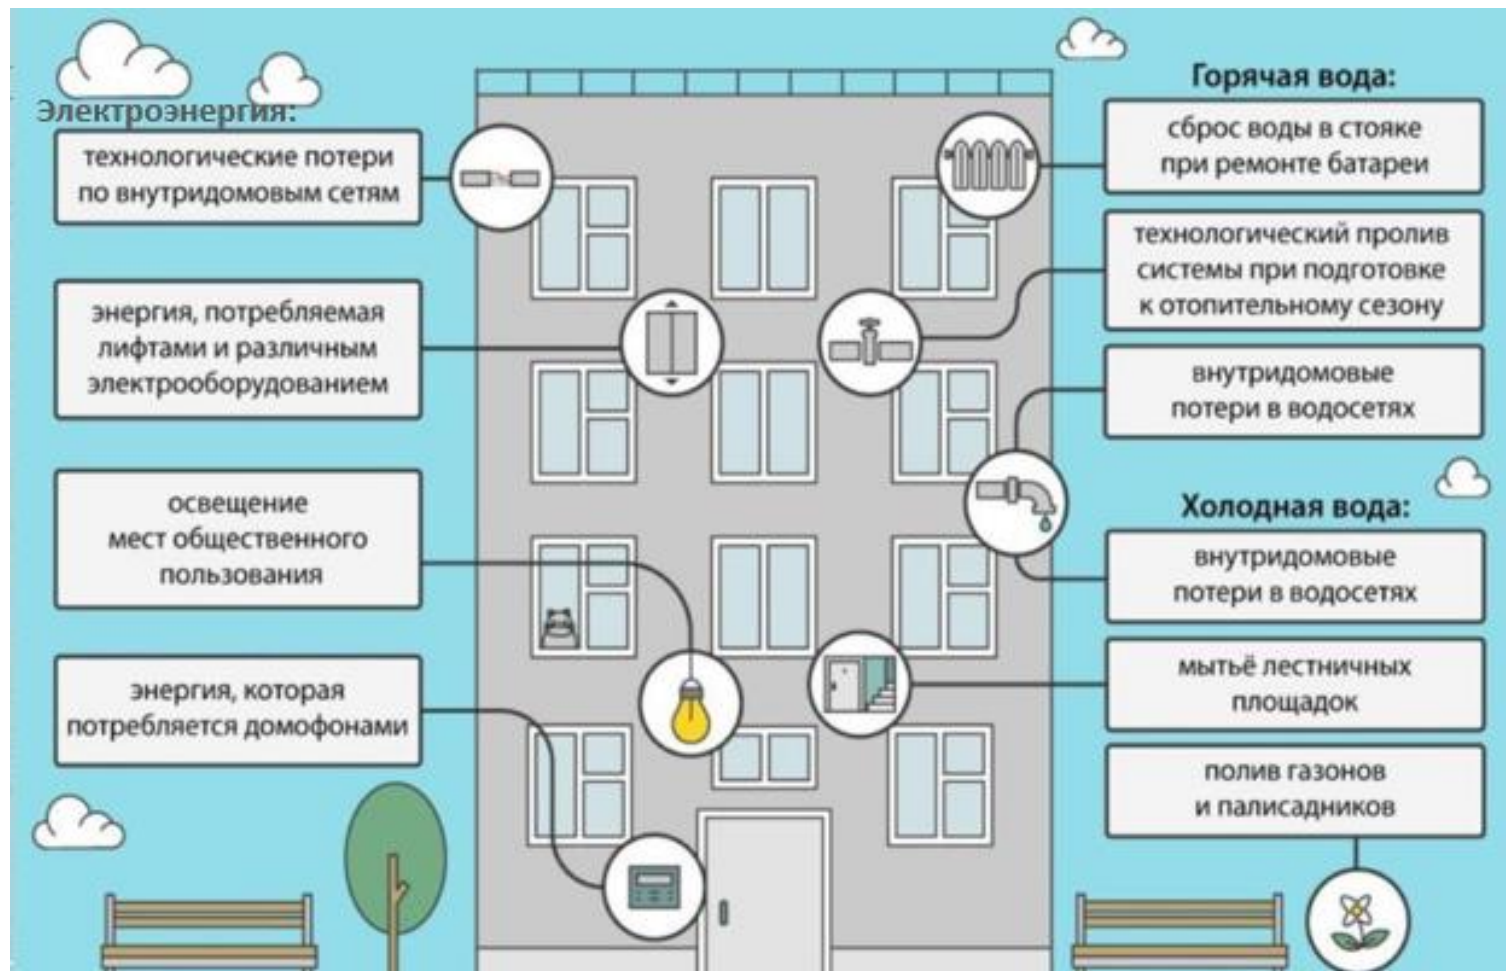 Электроэнергия:
технологические потери
по внутридомовым сетям
энергия, потребляемая
лифтами и различным
электрооборудованием
освещение
мест общественного
пользования
энергия, которая
потребляется домофонами
Горячая вода:
сброс воды в стояке
при ремонте батареи
технологический пролив
системы при подготовке
к отопительному сезону
внутридомовые
потери в водосетях
Холодная вода:
внутридомовые
потери в водосетях
мытьё лестничных
площадок
полив газонов
и палисадников